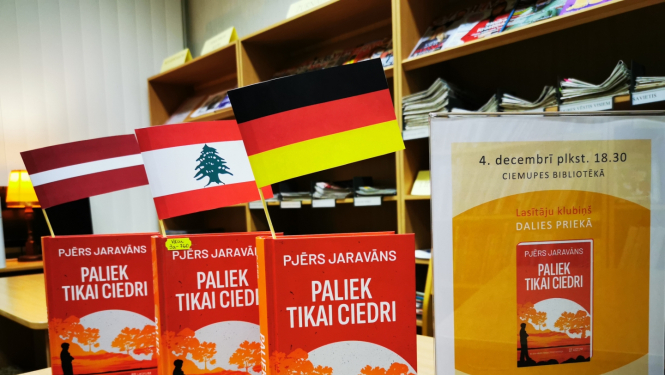 PJĒRS JARAVĀNS
PALIEK
TIKAI CIEDRI
PJĒRS JARAVĀNS
PALIEK
TIKAI CIEDRI
PJĒRS JARAVĀNS
PALIEK
TIKAI CIEDRI
4. decembrī plkst. 18.30
CIEMUPES BIBLIOTĒKĀ
Lasītāju klubiņš
DALIES PRIEKĀ
PJĒRS JARAVĀNS
PALIEK
TIKAI CIEDRI